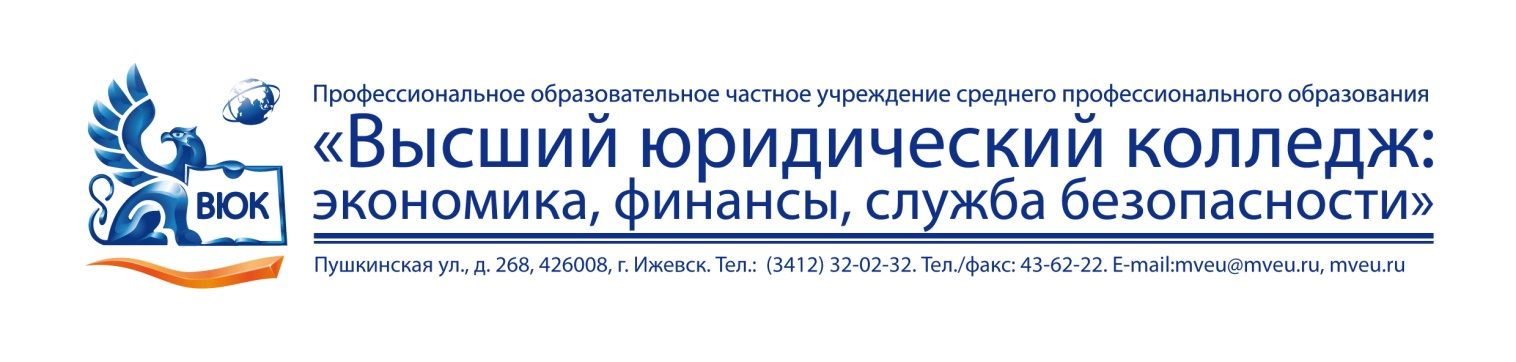 Профессиональное образовательное частное учреждение среднего профессионального образования
«Высший юридический колледж:
экономика, финансы, служба безопасности»
ВЮК
Пушкинская ул., д. 268, 426008, г. Ижевск. Тел.: (3412) 32-02-32. Тел./факс: 43-62-22. E-mail:mveu@mveu.ru, mveu.ru